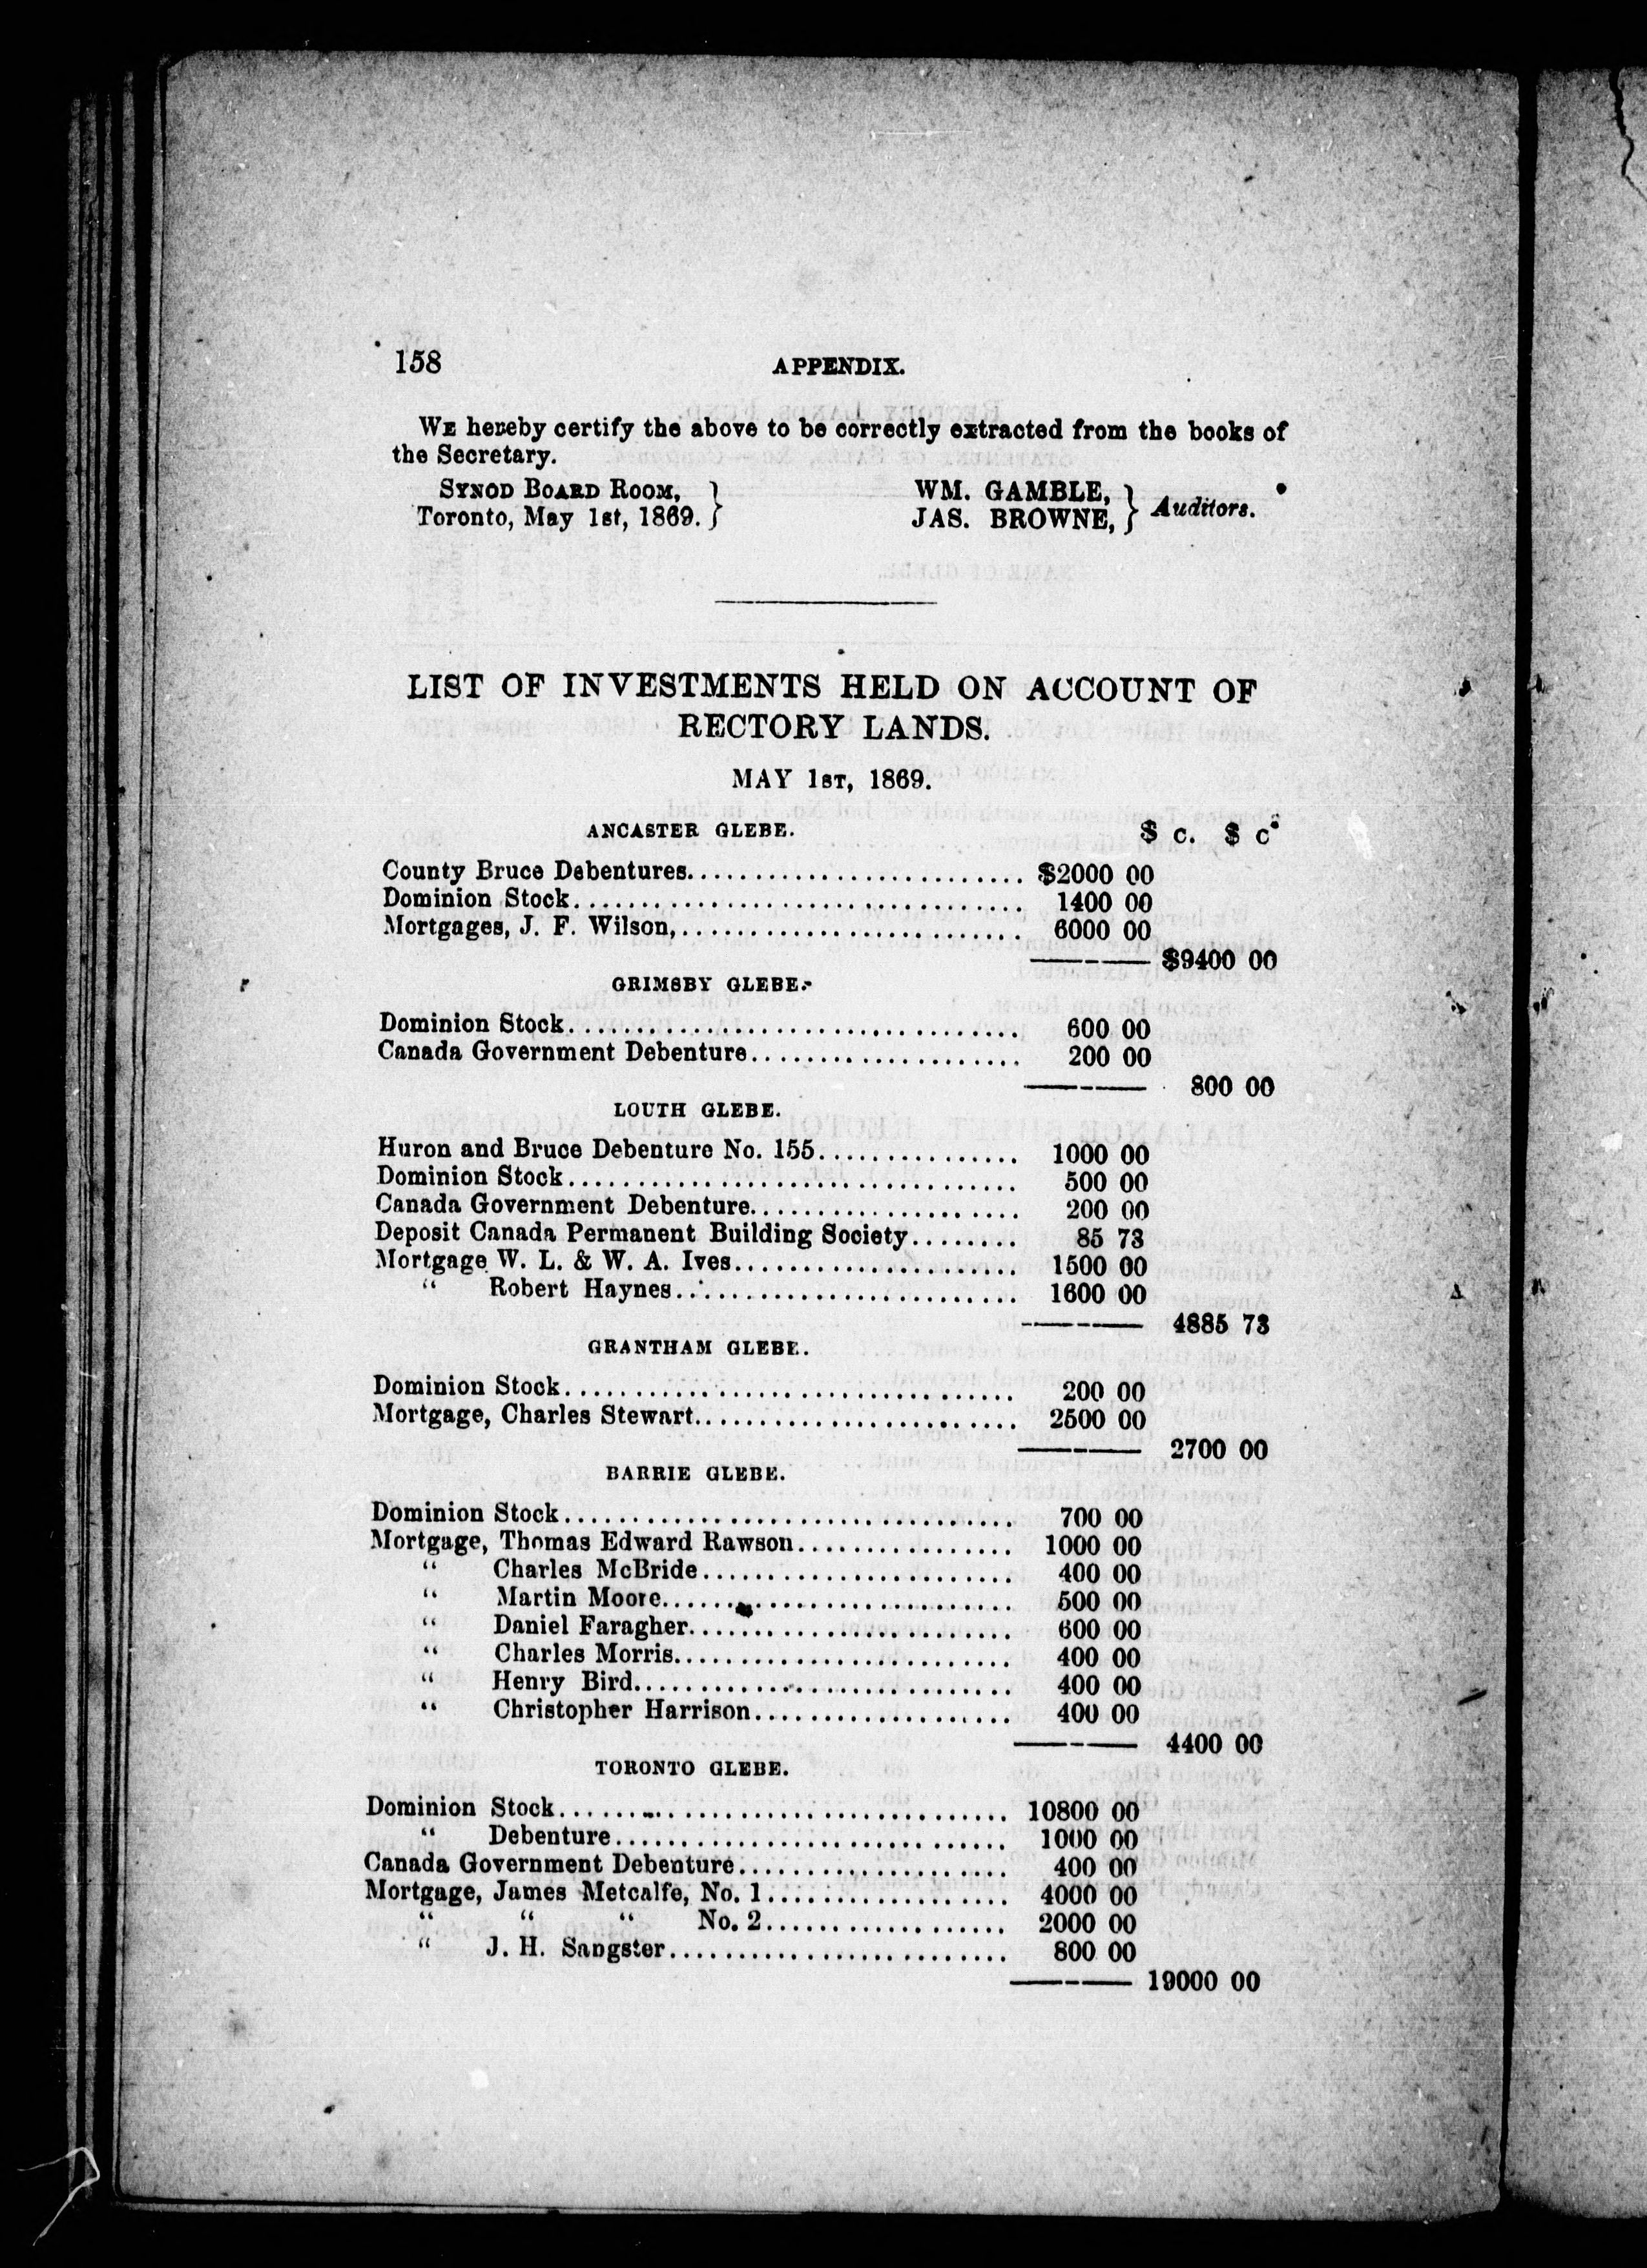 158 APPENDIX.
WE hereby certify the above to be correctly extracted from the books of
the Secretary.
SYNOD BOARD ROOM, } WM. GAMBLE, } Auditors.
Toronto, May 1st, 1869. } JAS. BROWNE, }
LIST OF INVESTMENTS HELD ON ACCOUNT OF
RECTORY LANDS.
MAY 1ST, 1869.
ANCASTER GLEBE. $ c. $ c
County Bruce Debentures......................... $2000 00
Dominion Stock................................. 1400 00
Mortgages, J. F. Wilson,......................... 6000 00
$9400 00
GRIMSBY GLEBE.
Dominion Stock................................. 600 00
Canada Government Debenture.................... 200 00
800 00
LOUTH GLEBE.
Huron and Bruce Debenture No. 155............... 1000 00
Dominion Stock................................. 500 00
Canada Government Debenture.................... 200 00
Deposit Canada Permanent Building Society........ 85 73
Mortgage W. L. & W. A. Ives..................... 1500 00
“ Robert Haynes......................... 1600 00
4885 73
GRANTHAM GLEBE.
Dominion Stock................................. 200 00
Mortgage, Charles Stewart........................ 2500 00
2700 00
BARRIE GLEBE.
Dominion Stock................................. 700 00
Mortgage, Thomas Edward Rawson................ 1000 00
“ Charles McBride....................... 400 00
“ Martin Moore.......................... 500 00
“ Daniel Faragher........................ 600 00
“ Charles Morris......................... 400 00
“ Henry Bird............................ 400 00
“ Christopher Harrison................... 400 00
4400 00
TORONTO GLEBE.
Dominion Stock................................. 10800 00
“ Debenture............................. 1000 00
Canada Government Debenture.................... 400 00
Mortgage, James Metcalfe, No. 1.................. 4000 00
“ “ “ No. 2.................. 2000 00
“ J. H. Sangster......................... 800 00
19000 00